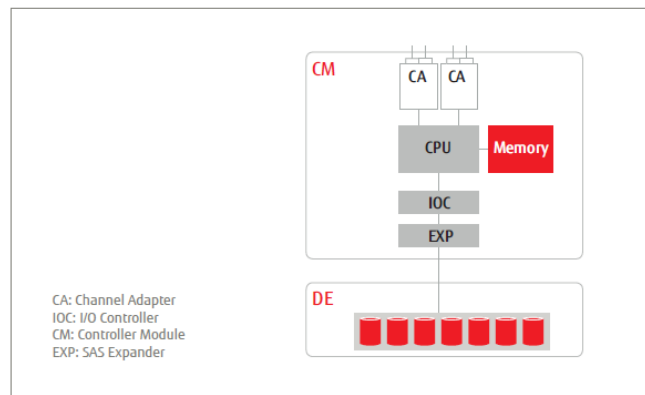 CM
CA CA
CPU Memory
IOC
EXP
DE
CA: Channel Adapter
IOC: I/O Controller
CM: Controller Module
EXP: SAS Expander